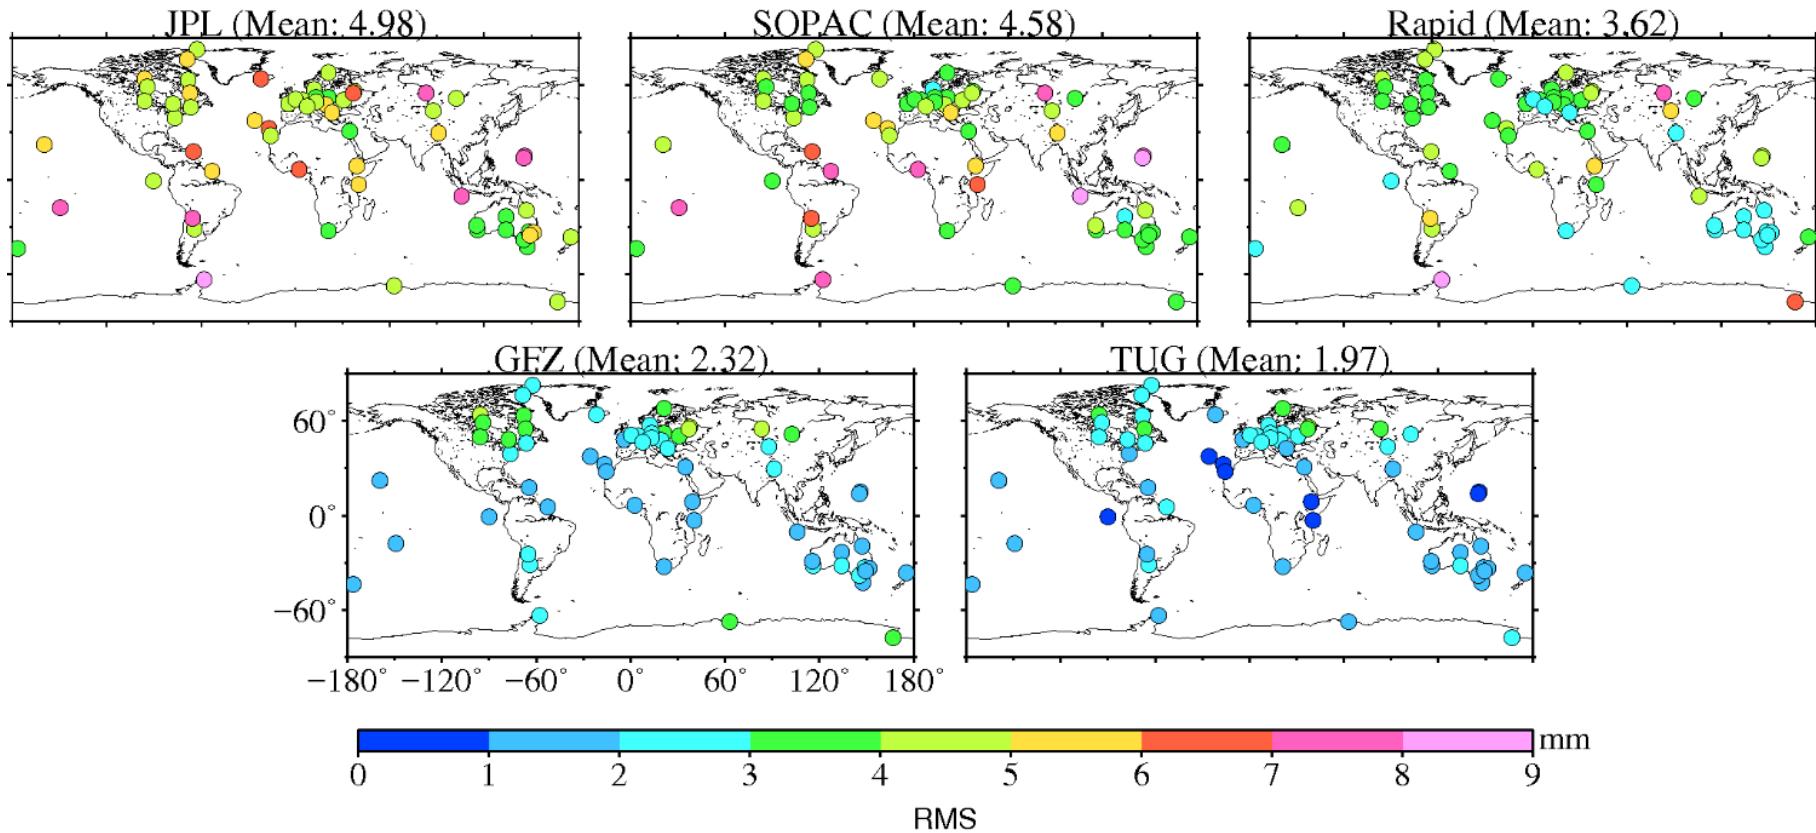 JPL (Mean: 4.98)
SOPAC (Mean: 4.58)
Rapid (Mean: 3.62)
GFZ (Mean: 2.32)
TUG (Mean: 1.97)
60°
0°
−60°
−180° −120° −60° 0° 60° 120° 180°
mm
0 1 2 3 4 5 6 7 8 9
RMS